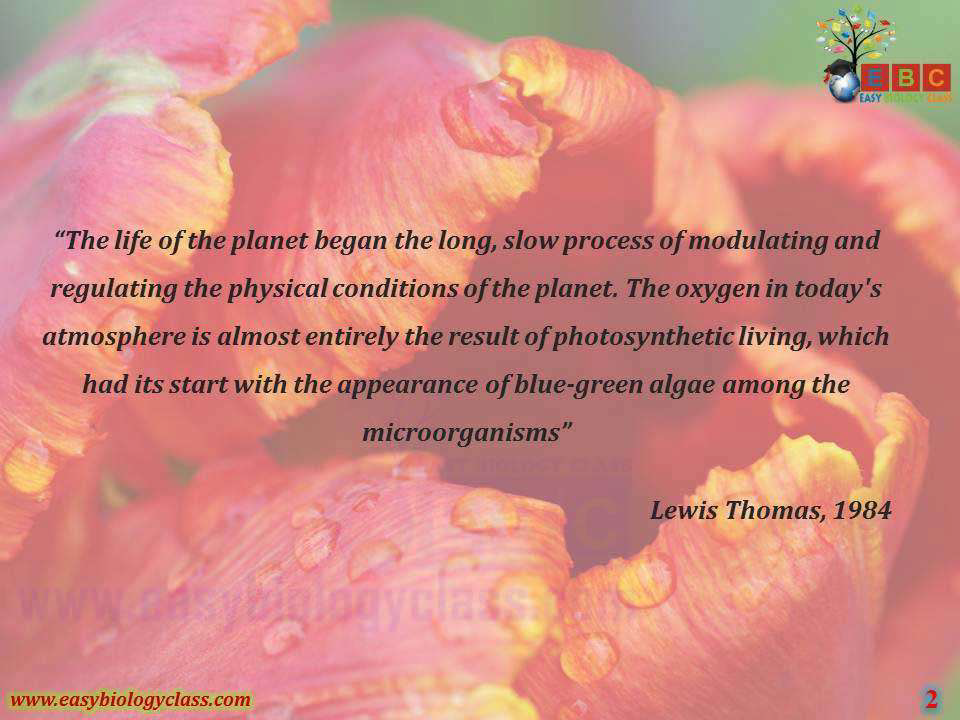 E B C
EASY BIOLOGY CLASS
“The life of the planet began the long, slow process of modulating and
regulating the physical conditions of the planet. The oxygen in today's
atmosphere is almost entirely the result of photosynthetic living, which
had its start with the appearance of blue-green algae among the
microorganisms”
Lewis Thomas, 1984
www.easybiologyclass.com
www.easybiologyclass.com
2